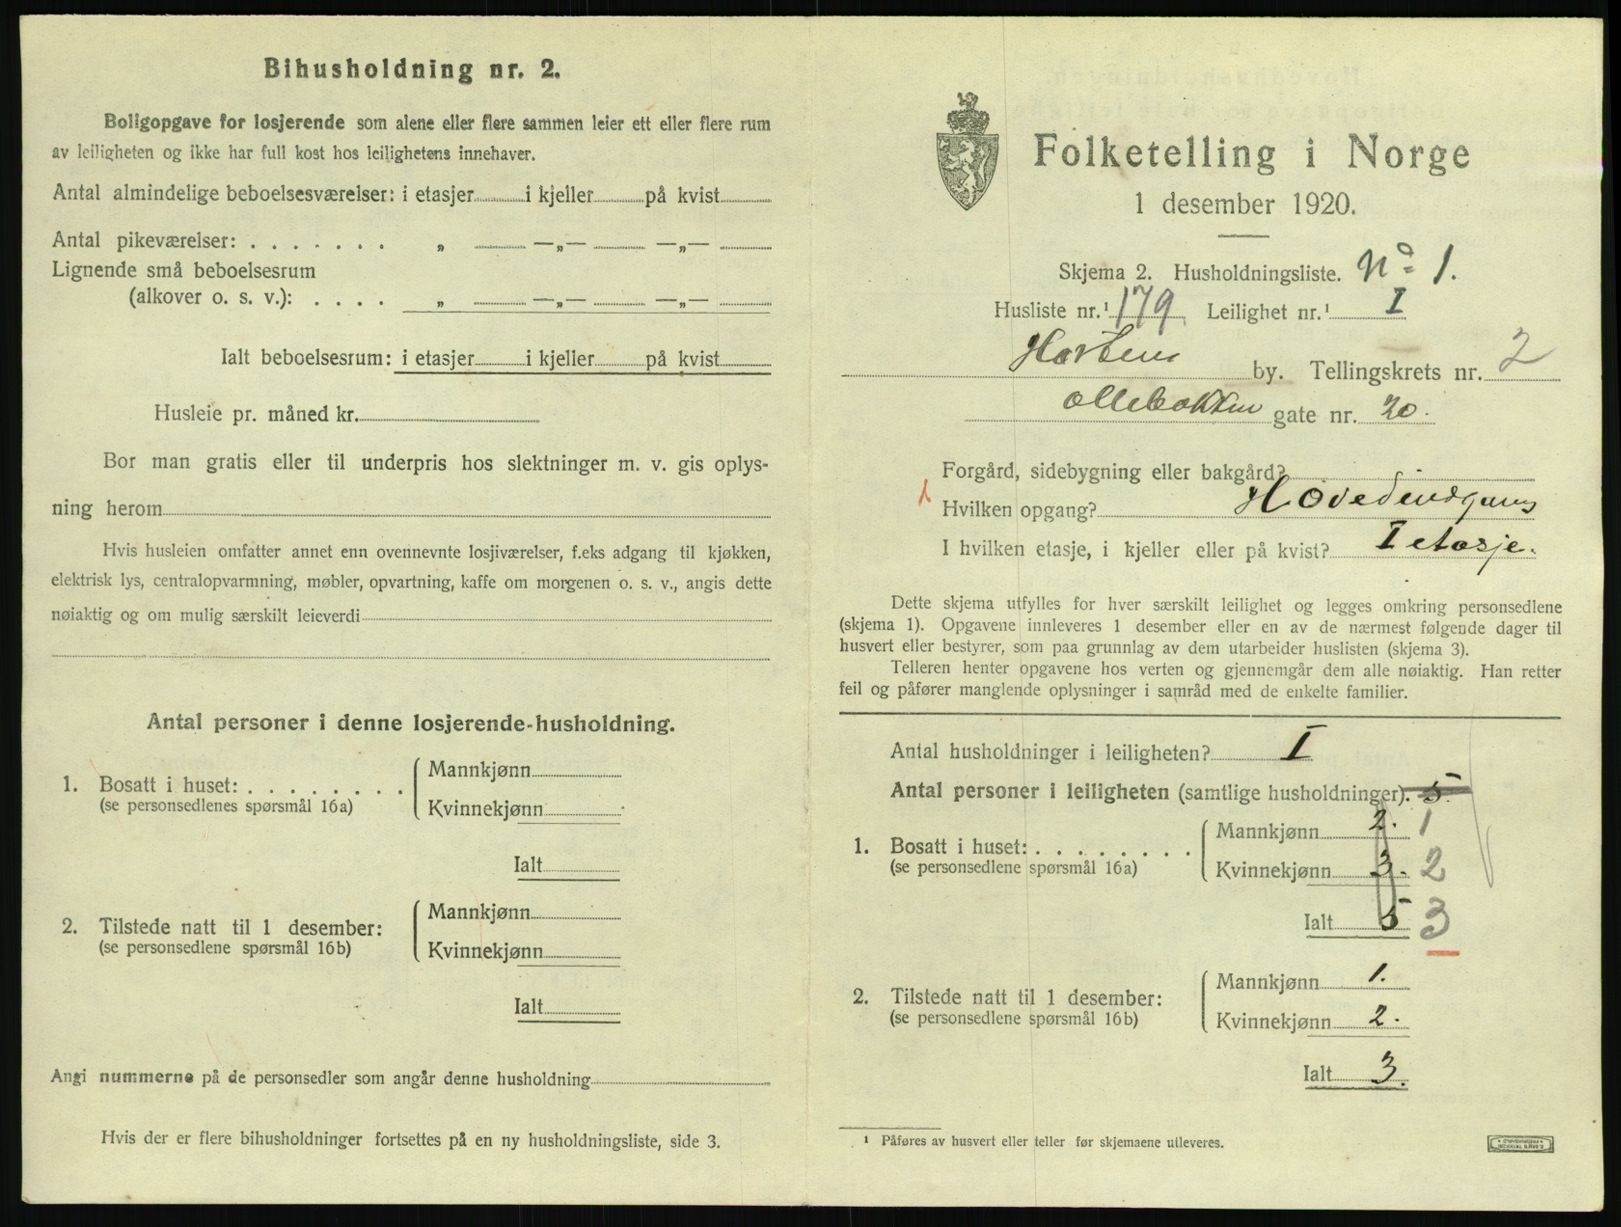 Bihusholdning nr. 2.
Boligopgave for losjerende som alene eller flere sammen leier ett eller flere rum
av leiligheten og ikke har full kost hos leilighetens innehaver.
Antal almindelige beboelsesværelser: i etasjer i kjeller på kvist
Antal pikeværelser: . . . . . . . „ —„— —„—
Lignende små beboelsesrum
(alkover o. s. v.): . . . . „ —„— —„—
Ialt beboelsesrum: i etasjer i kjeller på kvist
Husleie pr. måned kr.
Bor man gratis eller til underpris hos slektninger m. v. gis oplys-
ning herom
Hvis husleien omfatter annet enn ovennevnte losjiværelser, f.eks adgang til kjøkken,
elektrisk lys, centralopvarmning, møbler, opvartning, kaffe om morgenen o. s. v., angis dette
nøiaktig og om mulig særskilt leieverdi
Antal personer i denne losjerende-husholdning.
Mannkjønn
1. Bosatt i huset: . . . . . . . .
(se personsedlenes spørsmål 16a)
Kvinnekjønn
Ialt
Mannkjønn
2. Tilstede natt til 1 desember:
(se personsedlene spørsmål 16b)
Kvinnekjønn
Ialt
Angi nummerne på de personsedler som angår denne husholdning
Hvis der er flere bihusholdninger fortsettes på en ny husholdningsliste, side 3.
Folketelling i Norge
1 desember 1920.
Skjema 2. Husholdningsliste. No 1.
Husliste nr.¹ 179 Leilighet nr.¹ I
Hortens by. Tellingskrets nr. 2
Ollebakken gate nr. 20.
Forgård, sidebygning eller bakgård?
Hvilken opgang? Hovedindgang
I hvilken etasje, i kjeller eller på kvist? I etasje.
Dette skjema utfylles for hver særskilt leilighet og legges omkring personsedlene
(skjema 1). Opgavene innleveres 1 desember eller en av de nærmest følgende dager til
husvert eller bestyrer, som paa grunnlag av dem utarbeider huslisten (skjema 3).
Telleren henter opgavene hos verten og gjennemgår dem alle nøiaktig. Han retter
feil og påfører manglende oplysninger i samråd med de enkelte familier.
Antal husholdninger i leiligheten? I
Antal personer i leiligheten (samtlige husholdninger). 5.
Mannkjønn 2. 1
1. Bosatt i huset: . . . . . . . .
(se personsedlene spørsmål 16a)
Kvinnekjønn 3. 2
Ialt 5 3
Mannkjønn 1.
2. Tilstede natt til 1 desember:
(se personsedlene spørsmål 16b)
Kvinnekjønn 2.
Ialt 3.
¹ Påføres av husvert eller teller før skjemaene utleveres.